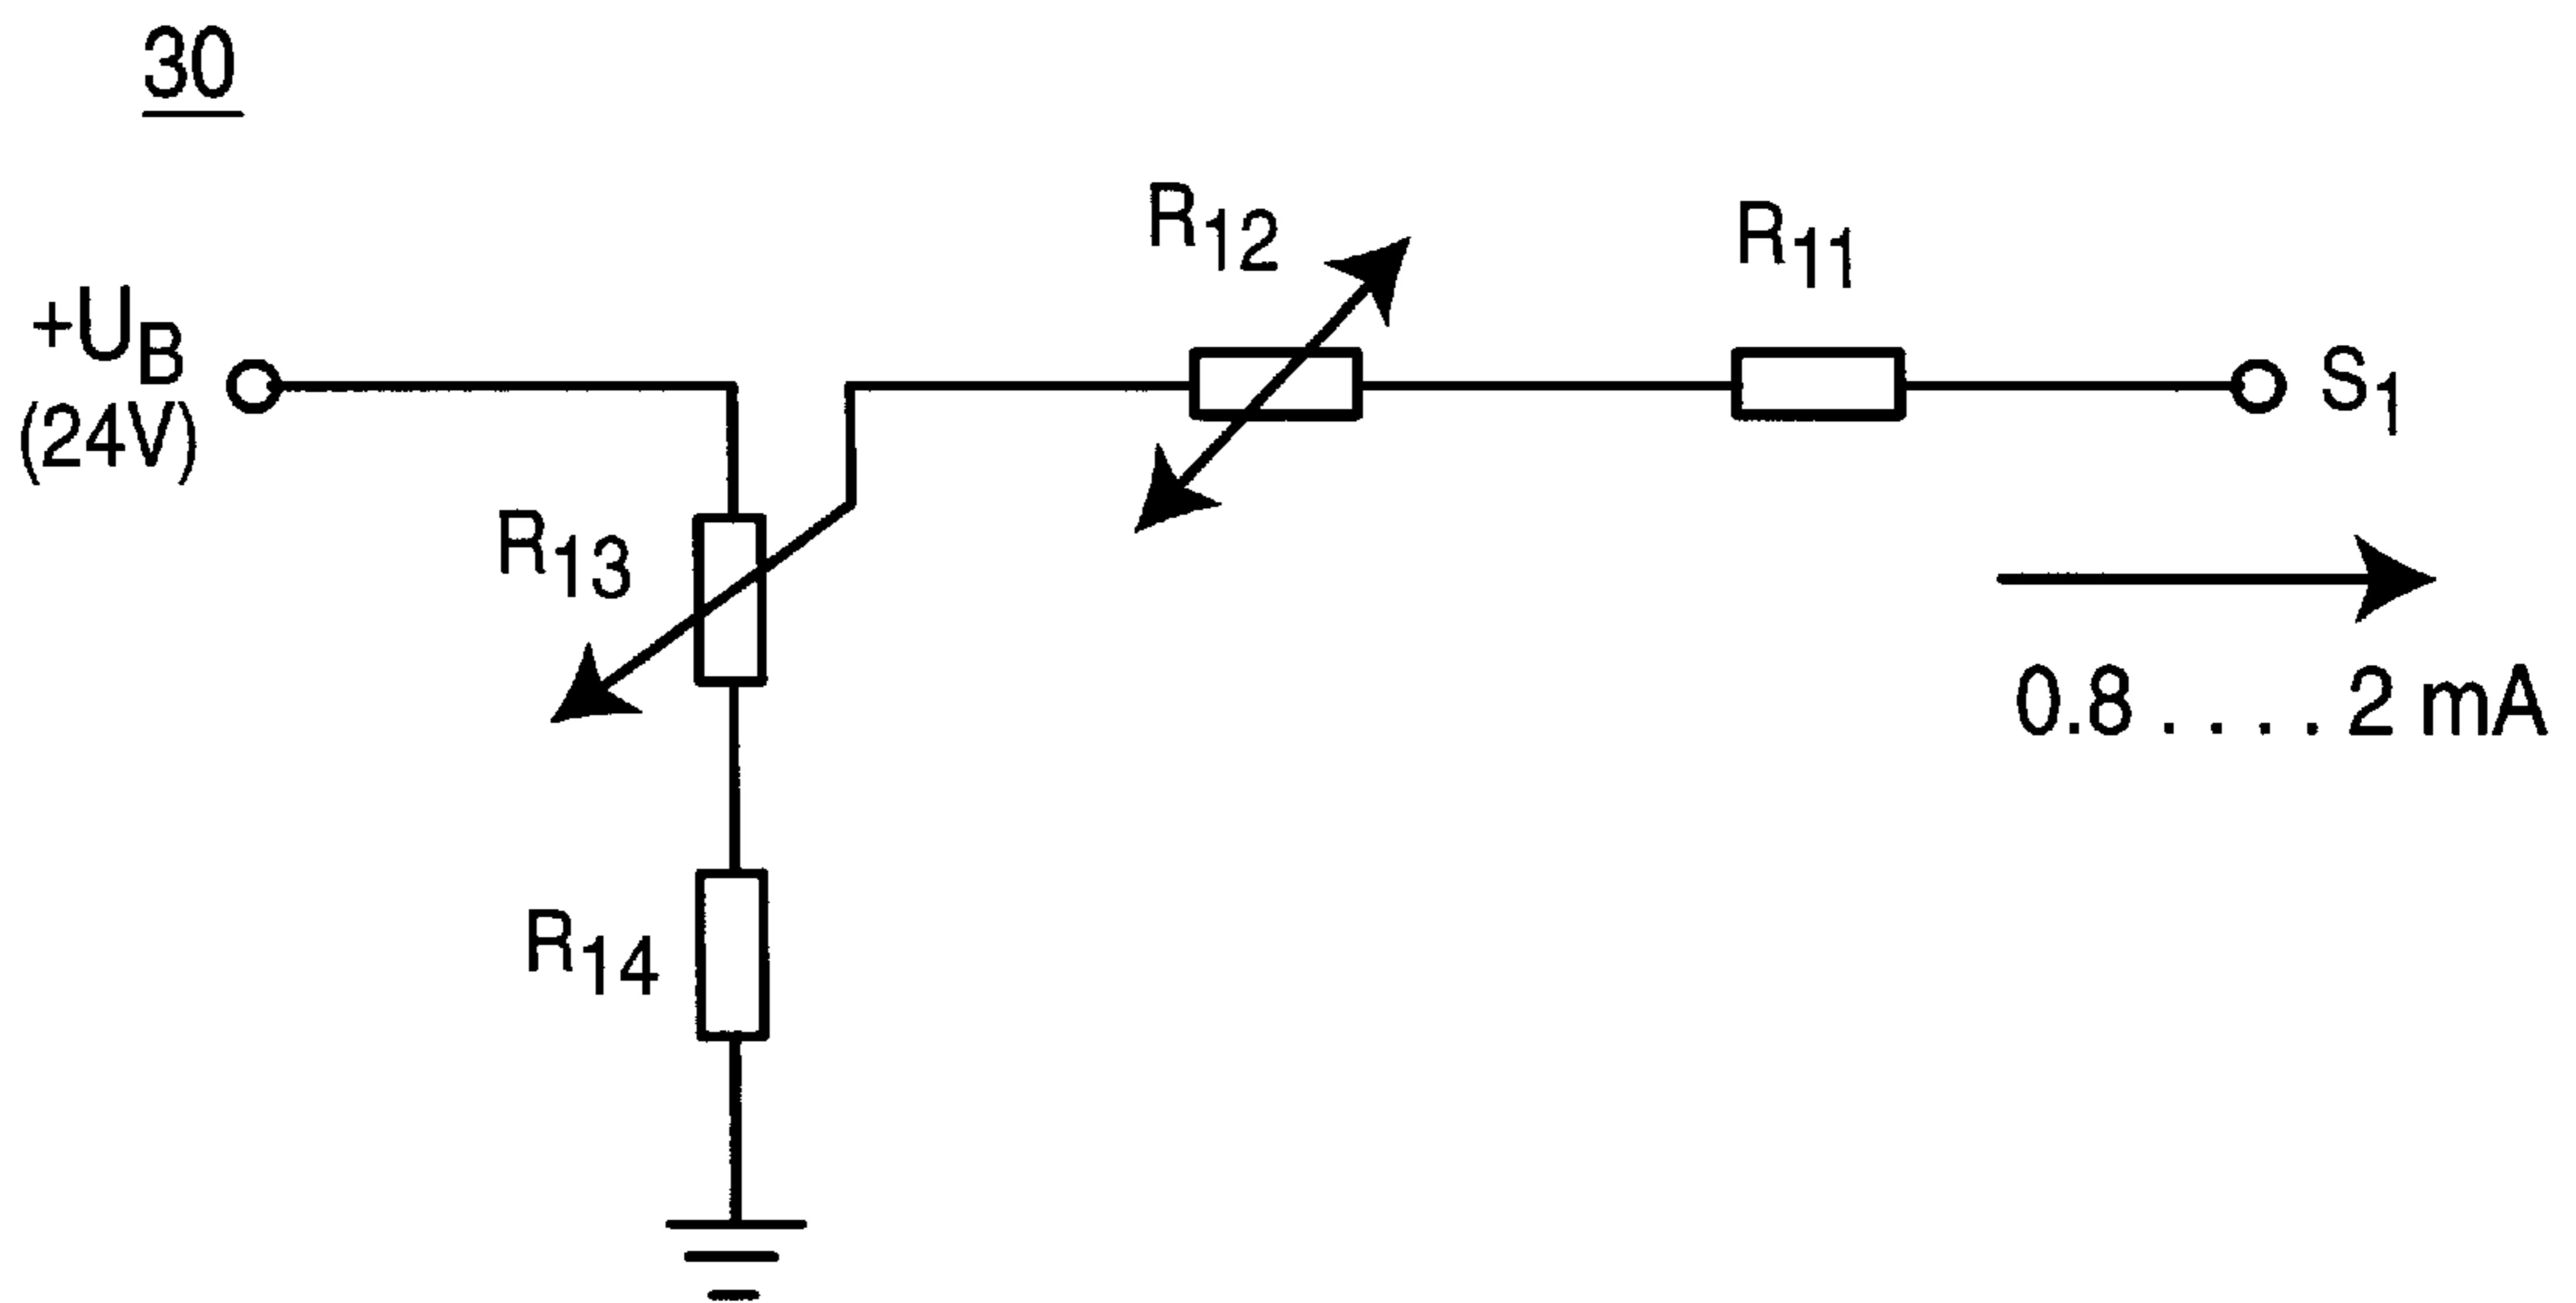 30
+UB
(24V)
R12
R11
S1
R13
0.8 . . . . 2 mA
R14